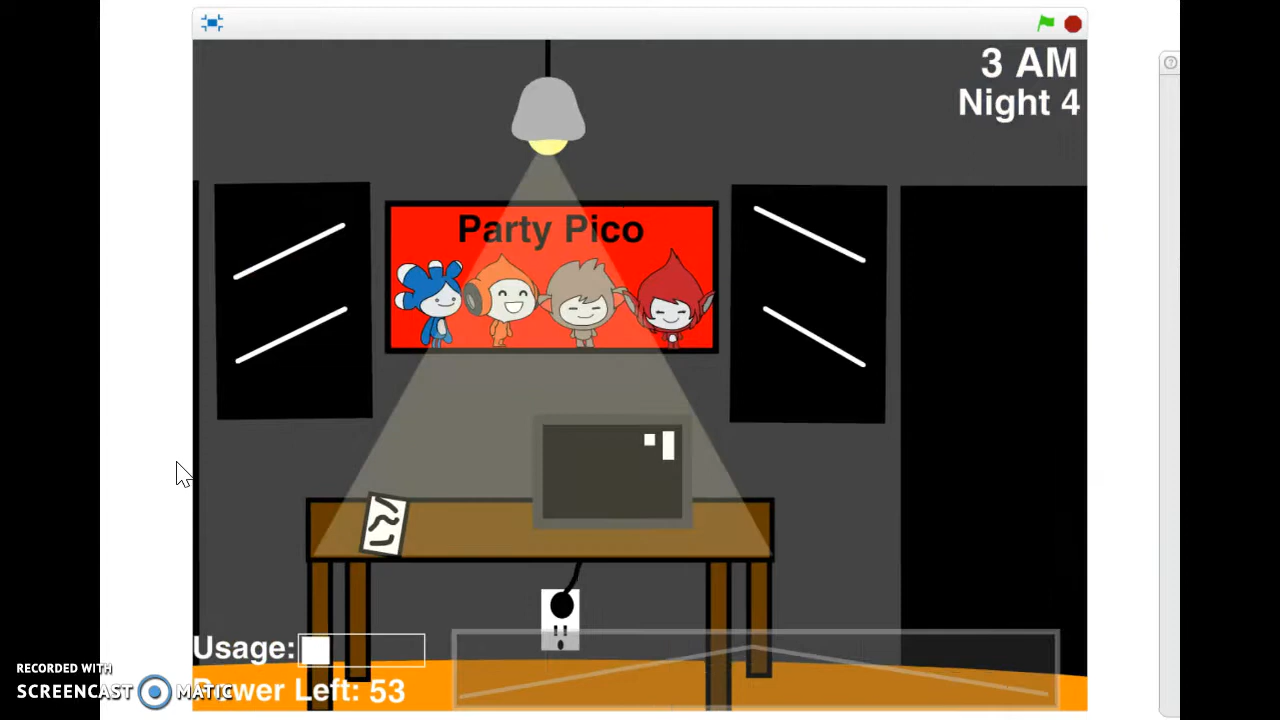 3 AM
Night 4
Party Pico
Usage:
Power Left: 53
RECORDED WITH
SCREENCAST MATIC